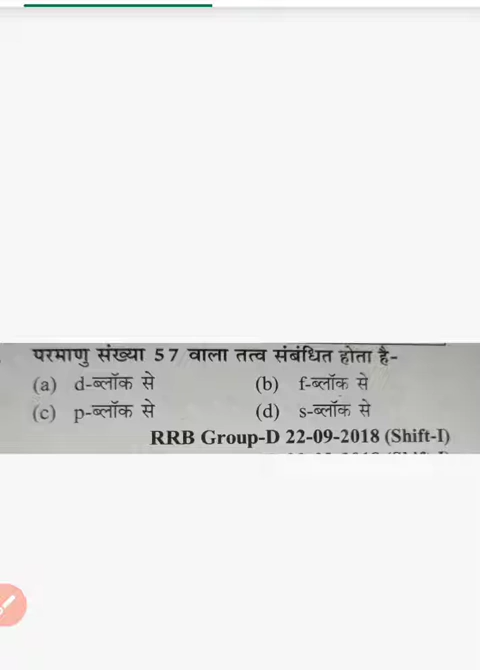 परमाणु संख्या 57 वाला तत्व संबंधित होता है-
(a) d-ब्लॉक से (b) f-ब्लॉक से
(c) p-ब्लॉक से (d) s-ब्लॉक से
RRB Group-D 22-09-2018 (Shift-I)